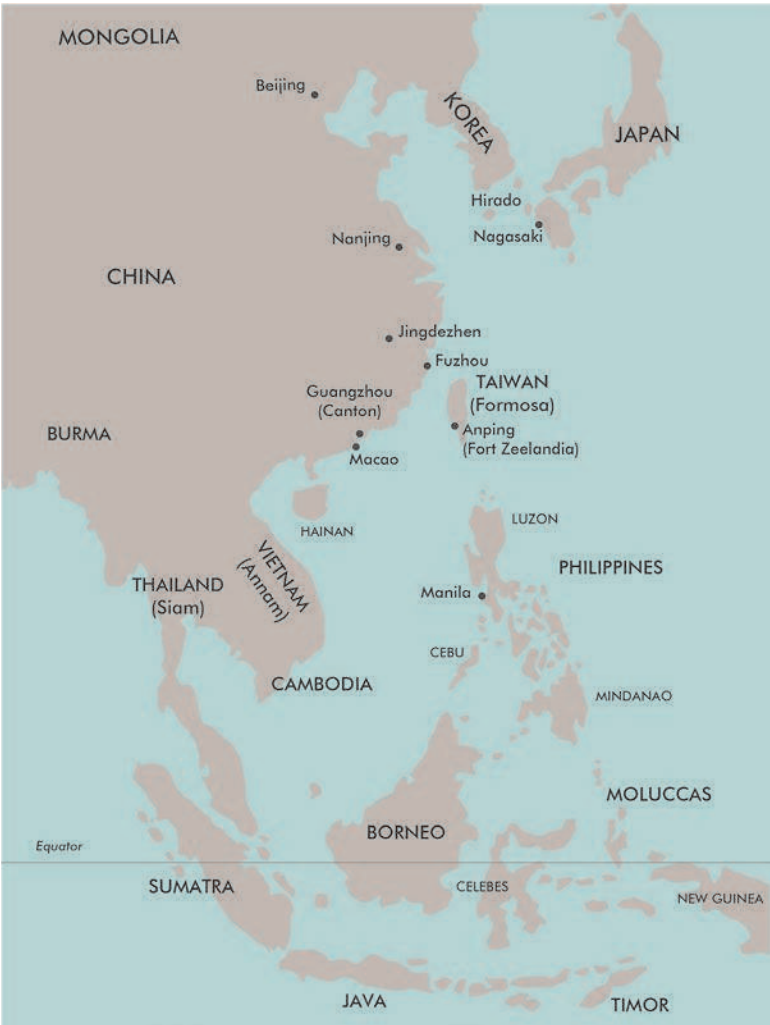 MONGOLIA
Beijing
KOREA
JAPAN
Hirado
Nagasaki
Nanjing
CHINA
Jingdezhen
Fuzhou
TAIWAN
(Formosa)
Guangzhou
(Canton)
Anping
(Fort Zeelandia)
BURMA
Macao
HAINAN
LUZON
VIETNAM
(Annam)
PHILIPPINES
THAILAND
(Siam)
Manila
CEBU
CAMBODIA
MINDANAO
MOLUCCAS
BORNEO
Equator
SUMATRA
CELEBES
NEW GUINEA
JAVA
TIMOR